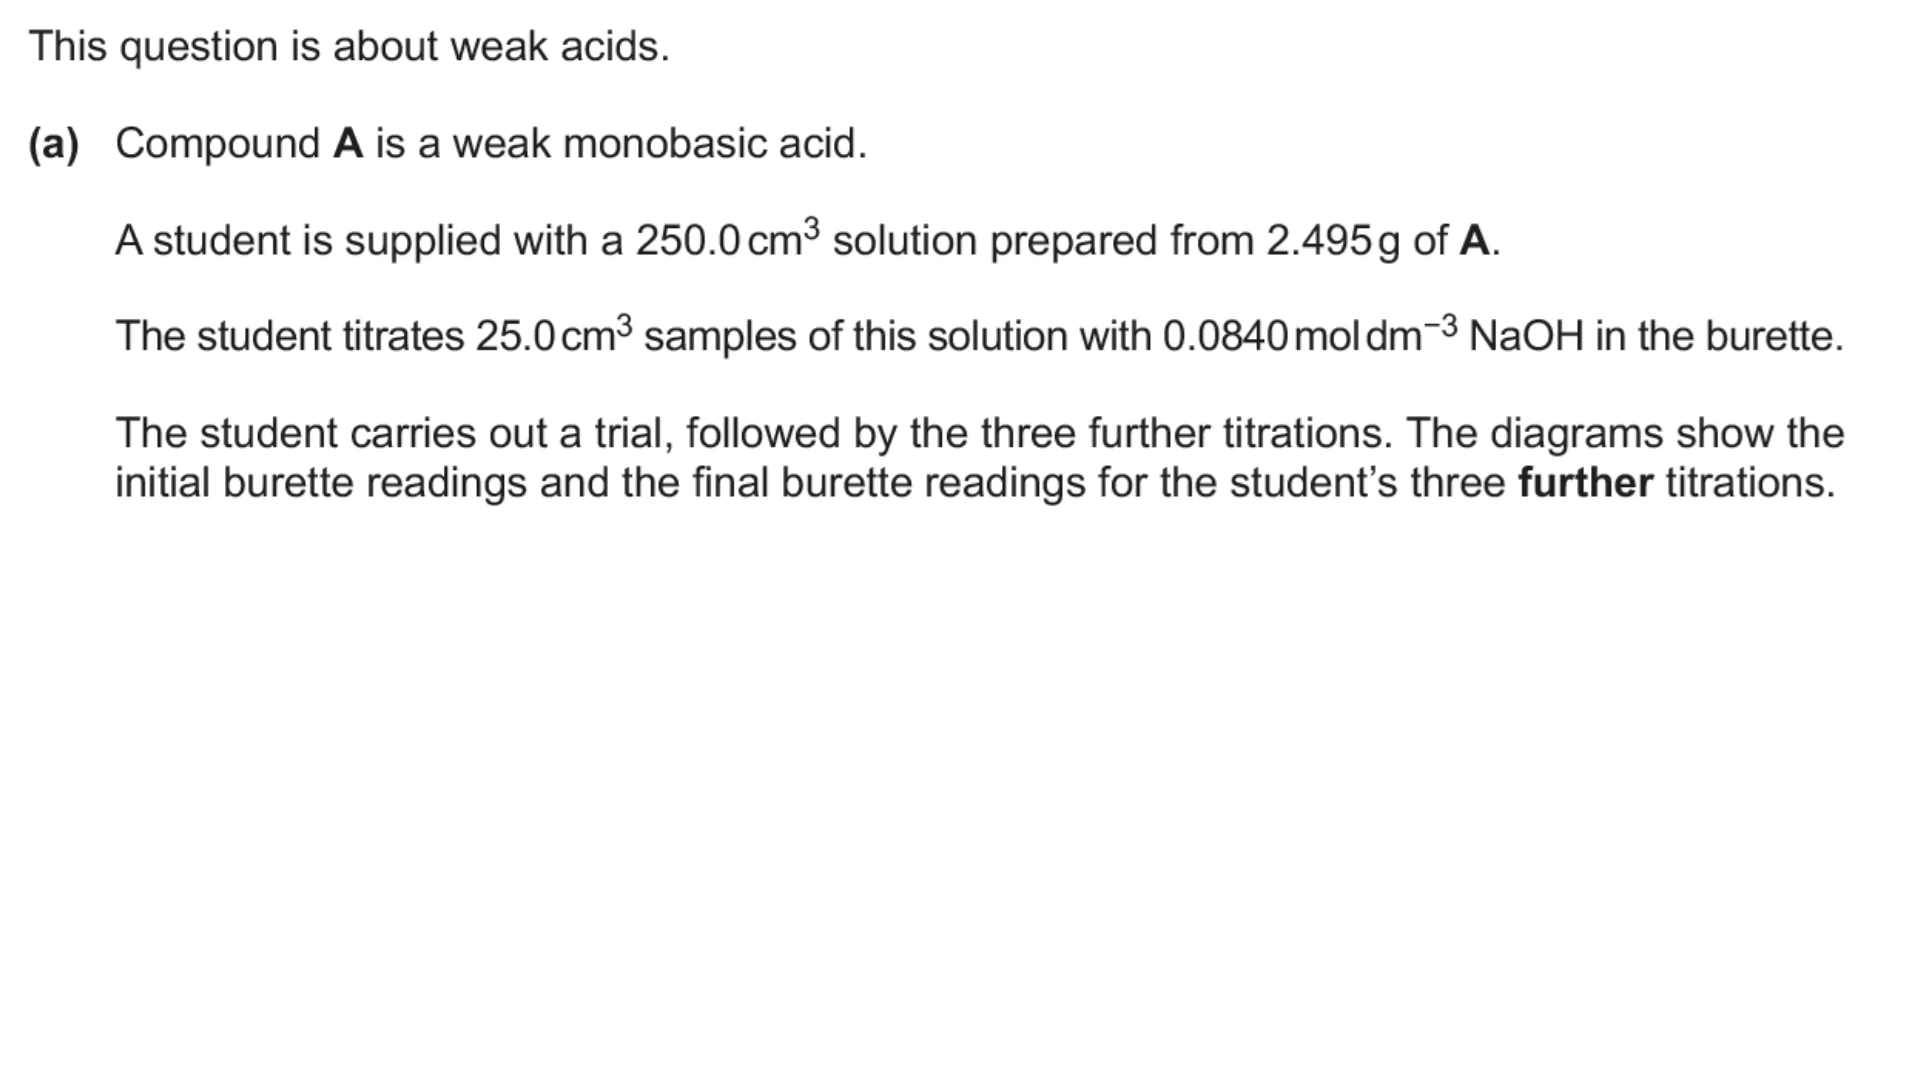 This question is about weak acids.
(a) Compound A is a weak monobasic acid.
A student is supplied with a 250.0 cm³ solution prepared from 2.495 g of A.
The student titrates 25.0 cm³ samples of this solution with 0.0840 mol dm⁻³ NaOH in the burette.
The student carries out a trial, followed by the three further titrations. The diagrams show the
initial burette readings and the final burette readings for the student’s three further titrations.